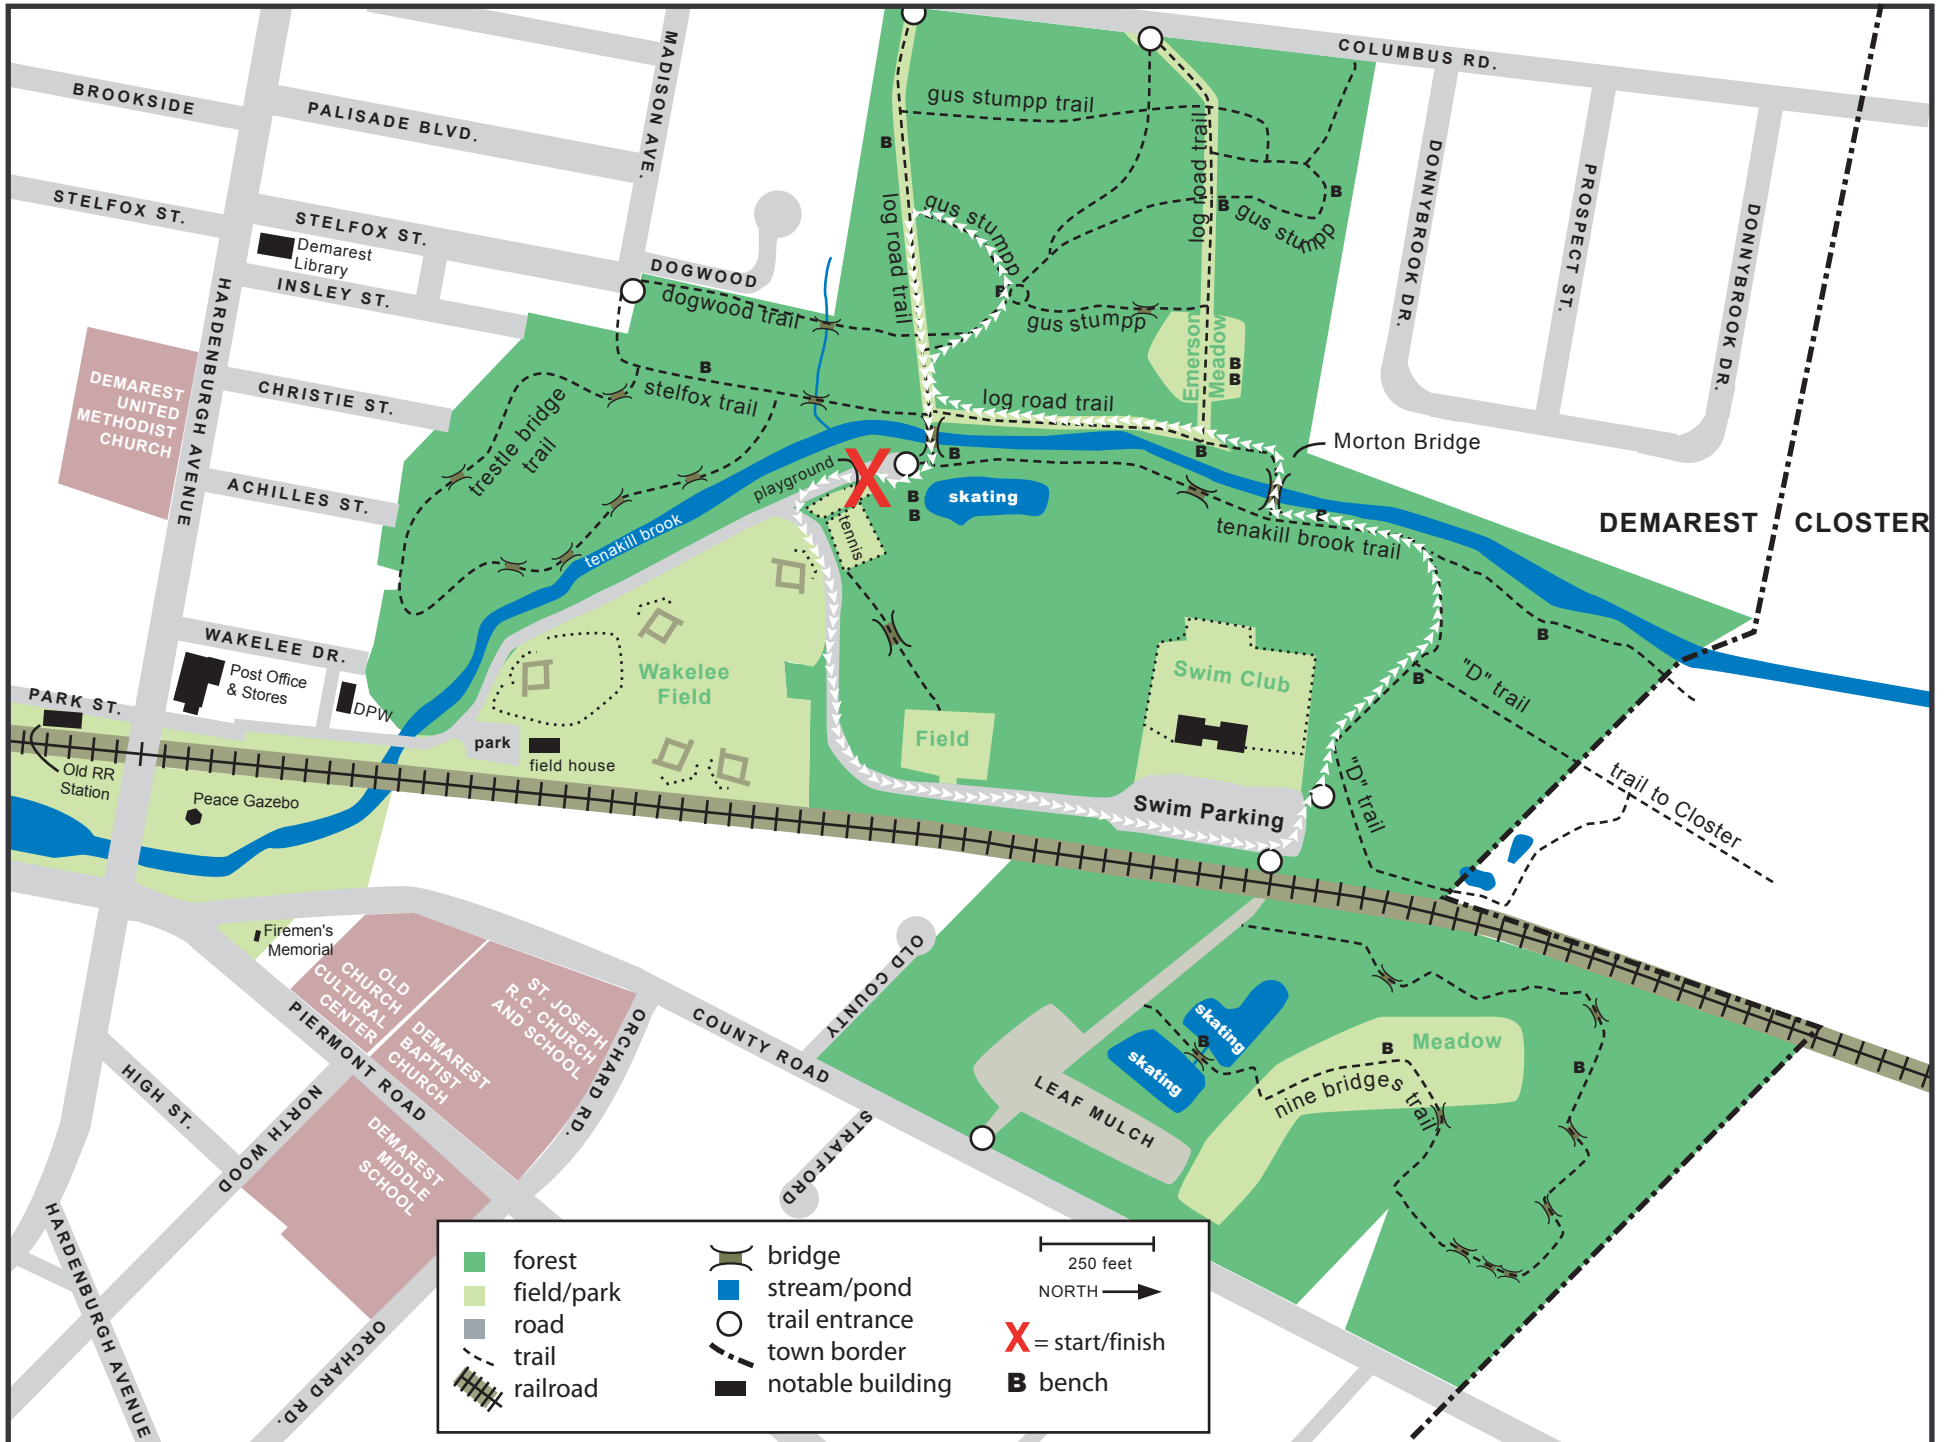 COLUMBUS RD.
MADISON AVE.
BROOKSIDE
PALISADE BLVD.
gus stumpp trail
log road trail
B
DONNYBROOK DR.
PROSPECT ST.
DONNYBROOK DR.
STELFOX ST.
STELFOX ST.
Demarest
Library
INSLEY ST.
DOGWOOD
dogwood trail
log road trail
gus stumpp
B
B
gus stumpp
B
gus stumpp
Emerson
Meadow
B
B
HARDENBURGH AVENUE
DEMAREST
UNITED
METHODIST
CHURCH
CHRISTIE ST.
B
stelfox trail
trestle bridge
trail
log road trail
Morton Bridge
B
B
ACHILLES ST.
playground
X
B
B
skating
tennis
tenakill brook
B
tenakill brook trail
DEMAREST
CLOSTER
WAKELEE DR.
Post Office
& Stores
DPW
PARK ST.
Old RR
Station
Peace Gazebo
park
field house
Wakelee
Field
Field
Swim Club
Swim Parking
B
B
"D" trail
"D" trail
trail to Closter
Firemen's
Memorial
OLD
CHURCH
CULTURAL
CENTER
ST. JOSEPH
R.C. CHURCH
AND SCHOOL
DEMAREST
BAPTIST
CHURCH
PIERMONT ROAD
ORCHARD RD.
COUNTY ROAD
OLD COUNTY
STRATFORD
HIGH ST.
NORTH WOOD
DEMAREST
MIDDLE
SCHOOL
HARDENBURGH AVENUE
ORCHARD RD.
LEAF MULCH
skating
skating
B
B
Meadow
nine bridges trail
B
forest
field/park
road
trail
railroad
bridge
stream/pond
trail entrance
town border
notable building
250 feet
NORTH
X = start/finish
B bench